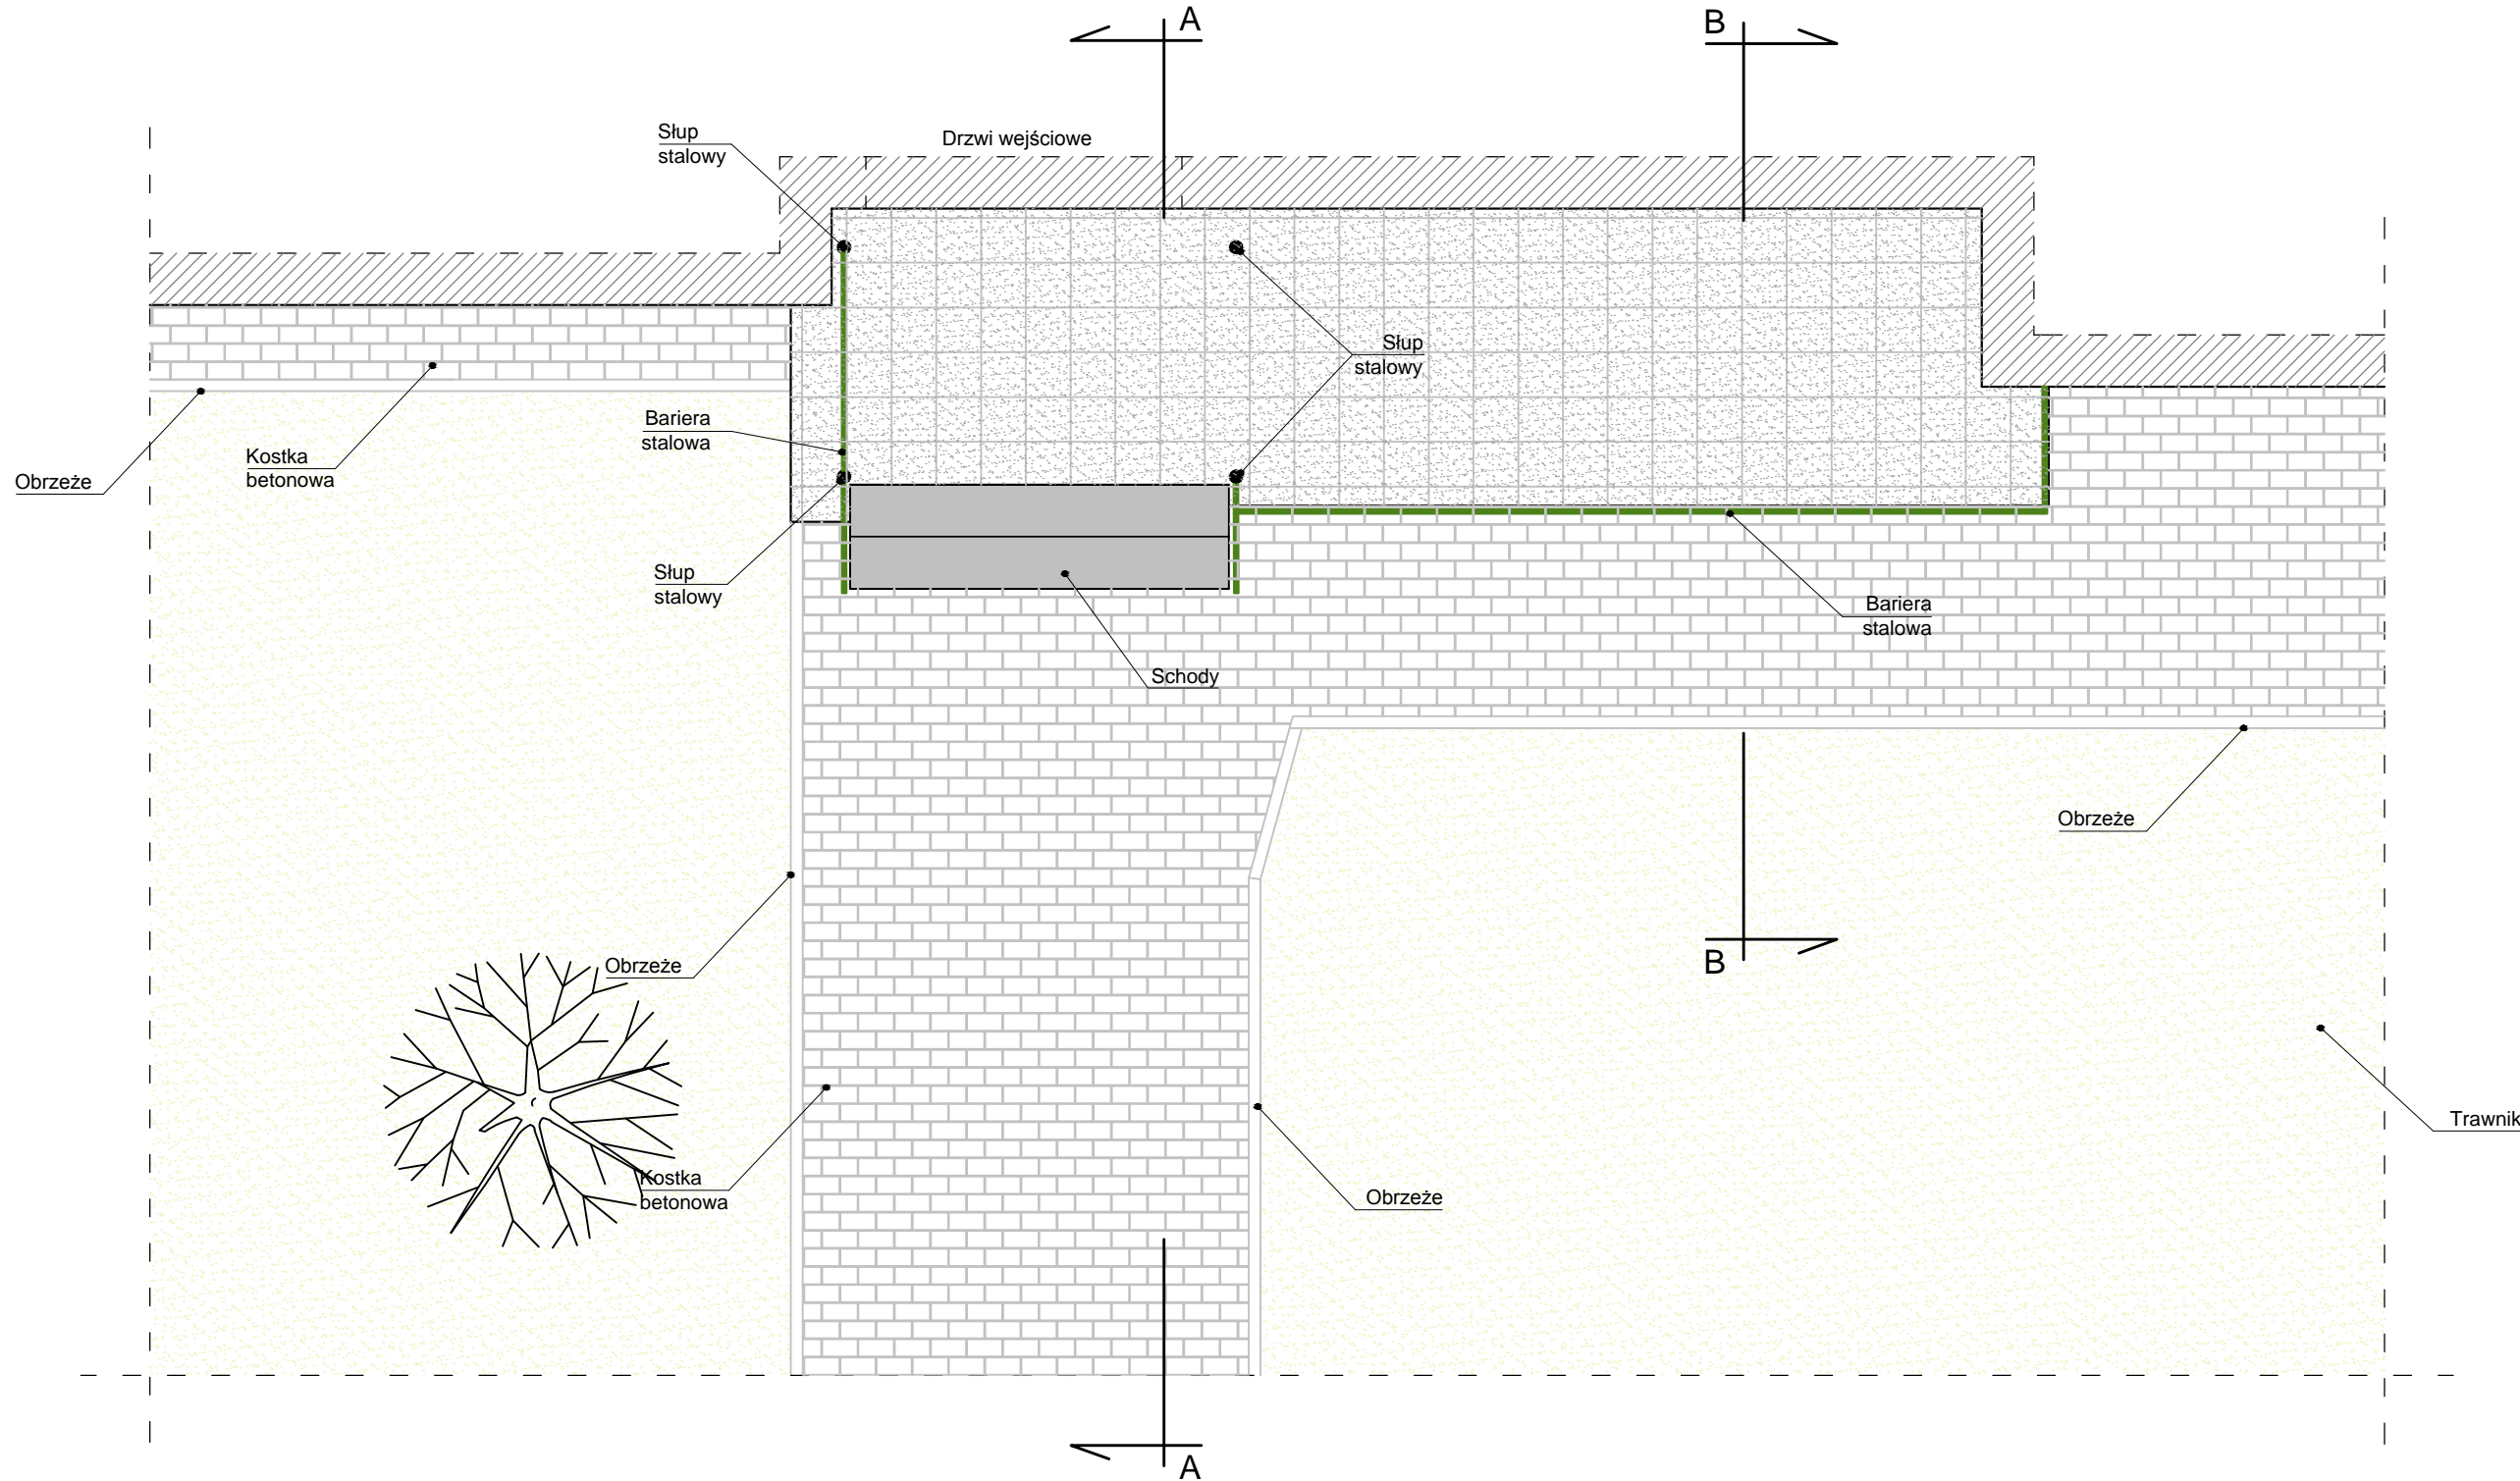 A
B
Słup
stalowy
Drzwi wejściowe
Słup
stalowy
Bariera
stalowa
Kostka
betonowa
Obrzeże
Słup
stalowy
Bariera
stalowa
Schody
Obrzeże
Obrzeże
B
Trawnik
Kostka
betonowa
Obrzeże
A